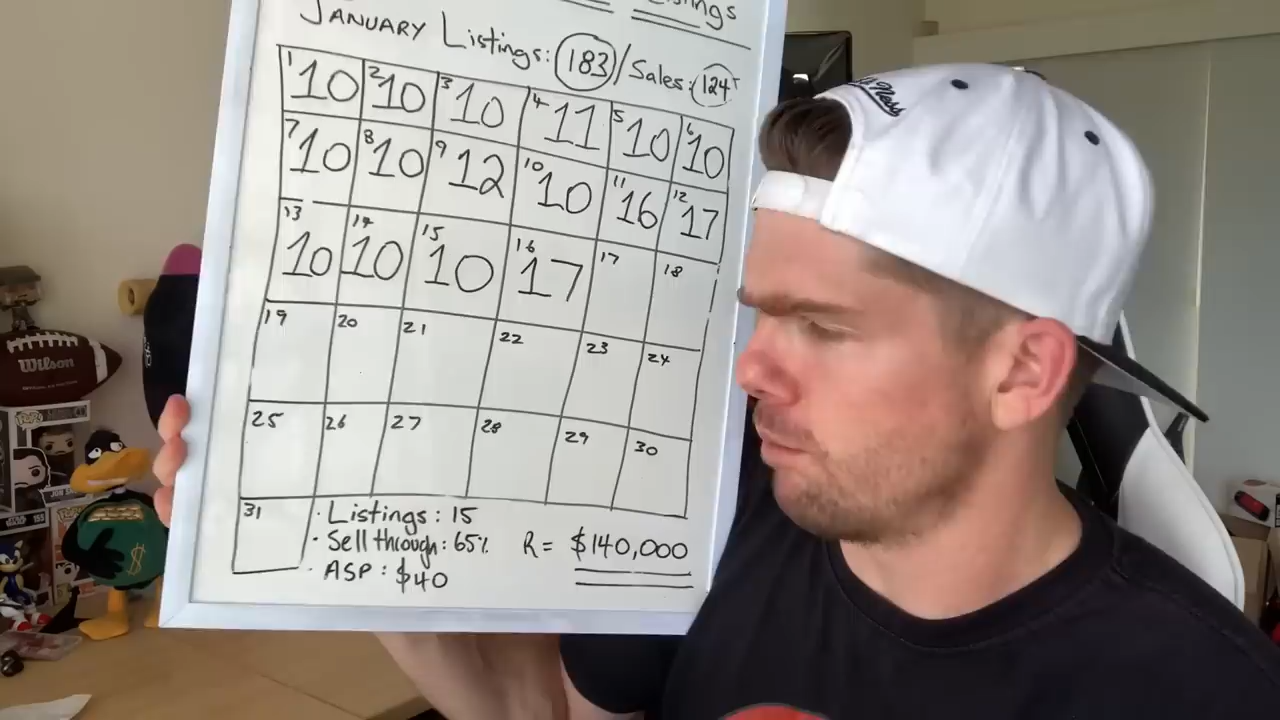 JANUARY Listings: 183 / Sales: 124
1 10 2 10 3 10 4 11 5 10 6 10
7 10 8 10 9 12 10 10 11 16 12 17
13 10 14 10 15 10 16 17 17 18
19 20 21 22 23 24
25 26 27 28 29 30
31
· Listings: 15
· Sell through: 65% R = $140,000
· ASP: $40
Wilson